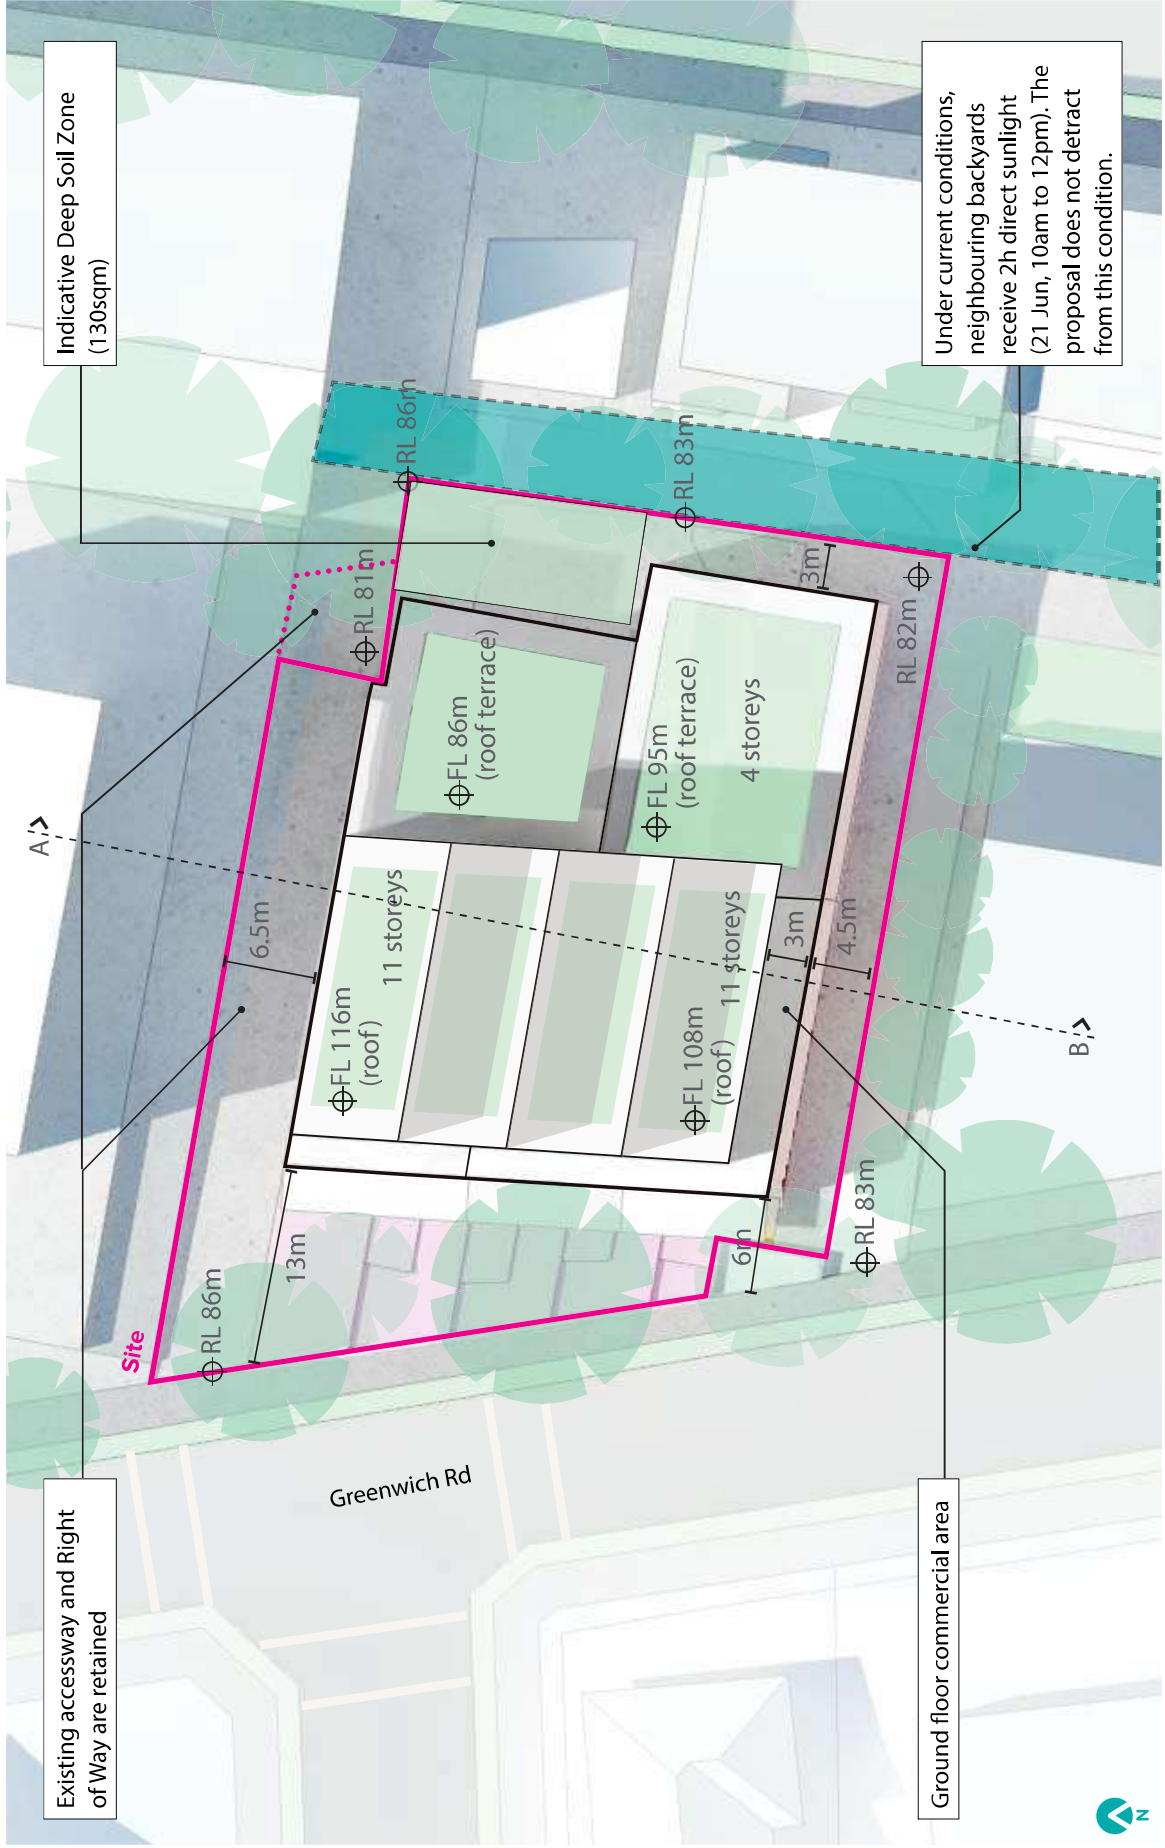 Existing accessway and Right
of Way are retained
Indicative Deep Soil Zone
(130sqm)
A
Site
RL 86m
6.5m
RL 81m
RL 86m
13m
FL 116m
(roof)
11 storeys
FL 86m
(roof terrace)
FL 95m
(roof terrace)
RL 83m
4 storeys
FL 108m
(roof)
11 storeys
3m
6m
3m
4.5m
RL 82m
RL 83m
Greenwich Rd
B
Ground floor commercial area
Under current conditions,
neighbouring backyards
receive 2h direct sunlight
(21 Jun, 10am to 12pm). The
proposal does not detract
from this condition.
N